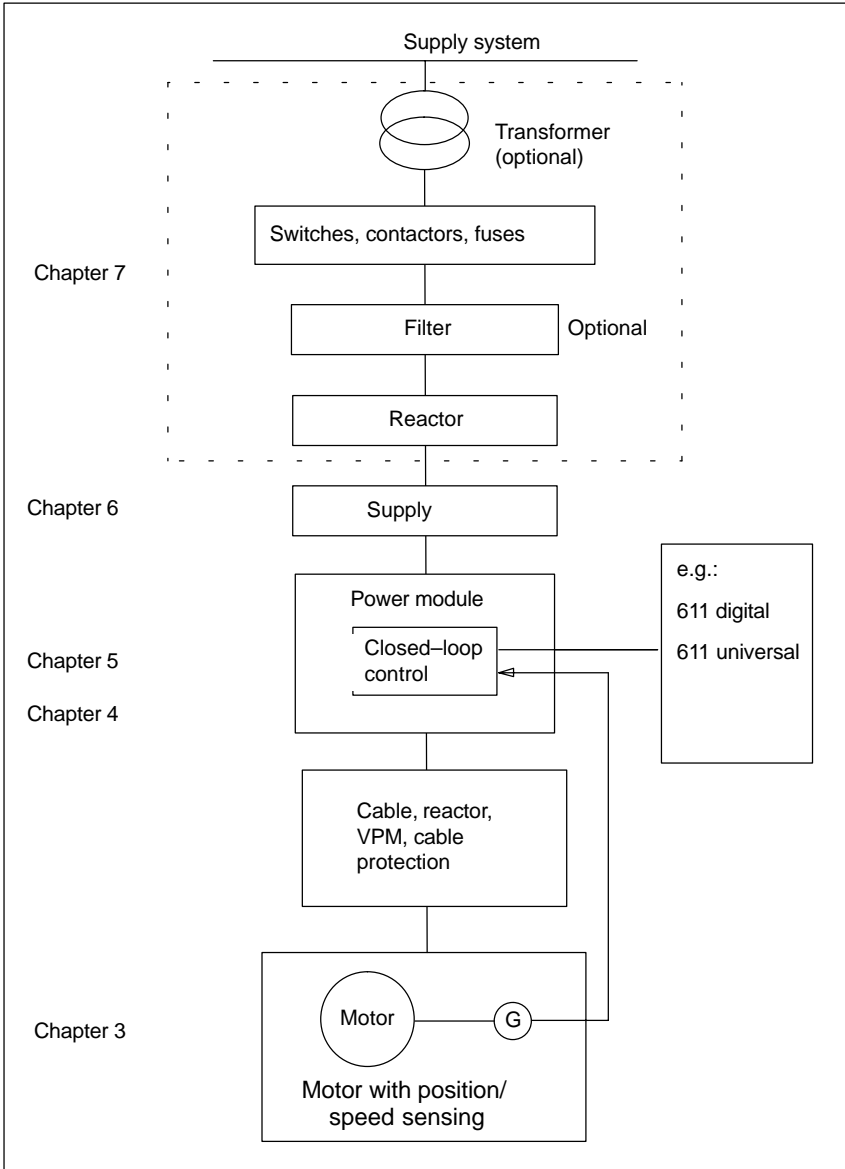 Supply system
Transformer
(optional)
Switches, contactors, fuses
Chapter 7
Filter
Optional
Reactor
Chapter 6
Supply
Power module
e.g.:
611 digital
611 universal
Closed–loop
control
Chapter 5
Chapter 4
Cable, reactor,
VPM, cable
protection
Motor
G
Chapter 3
Motor with position/
speed sensing